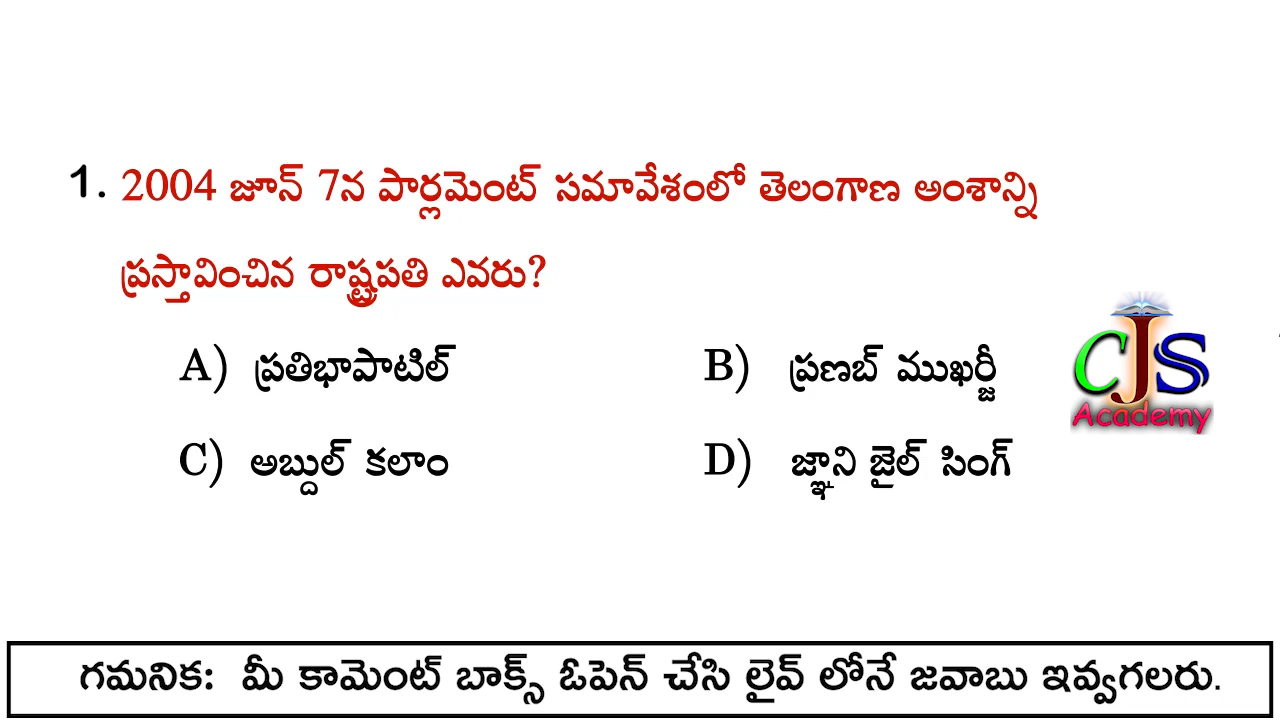 1. 2004 జూన్ 7న పార్లమెంట్ సమావేశంలో తెలంగాణ అంశాన్ని
ప్రస్తావించిన రాష్ట్రపతి ఎవరు?
A) ప్రతిభాపాటిల్ B) ప్రణబ్ ముఖర్జీ
C) అబ్దుల్ కలాం D) జ్ఞాని జైల్ సింగ్
CJS
Academy
గమనిక: మీ కామెంట్ బాక్స్ ఓపెన్ చేసి లైవ్ లోనే జవాబు ఇవ్వగలరు.